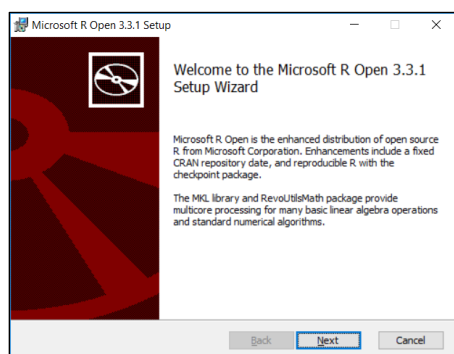 Microsoft R Open 3.3.1 Setup
Welcome to the Microsoft R Open 3.3.1
Setup Wizard
Microsoft R Open is the enhanced distribution of open source
R from Microsoft Corporation. Enhancements include a fixed
CRAN repository date, and reproducible R with the
checkpoint package.
The MKL library and RevoUtilsMath package provide
multicore processing for many basic linear algebra operations
and standard numerical algorithms.
Back Next Cancel